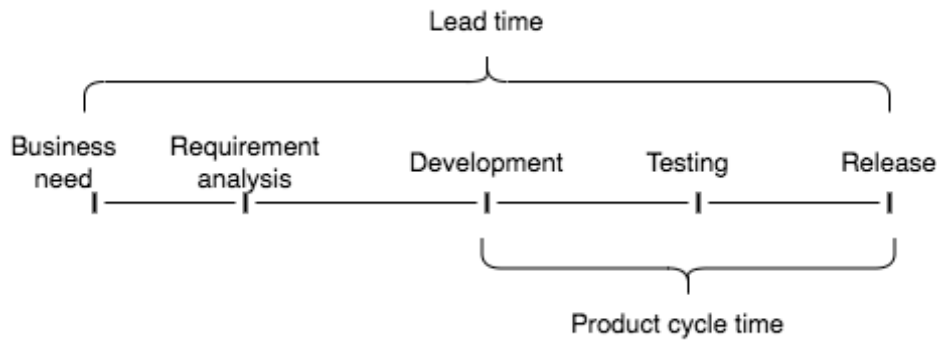 Lead time
Business
need
Requirement
analysis
Development
Testing
Release
Product cycle time